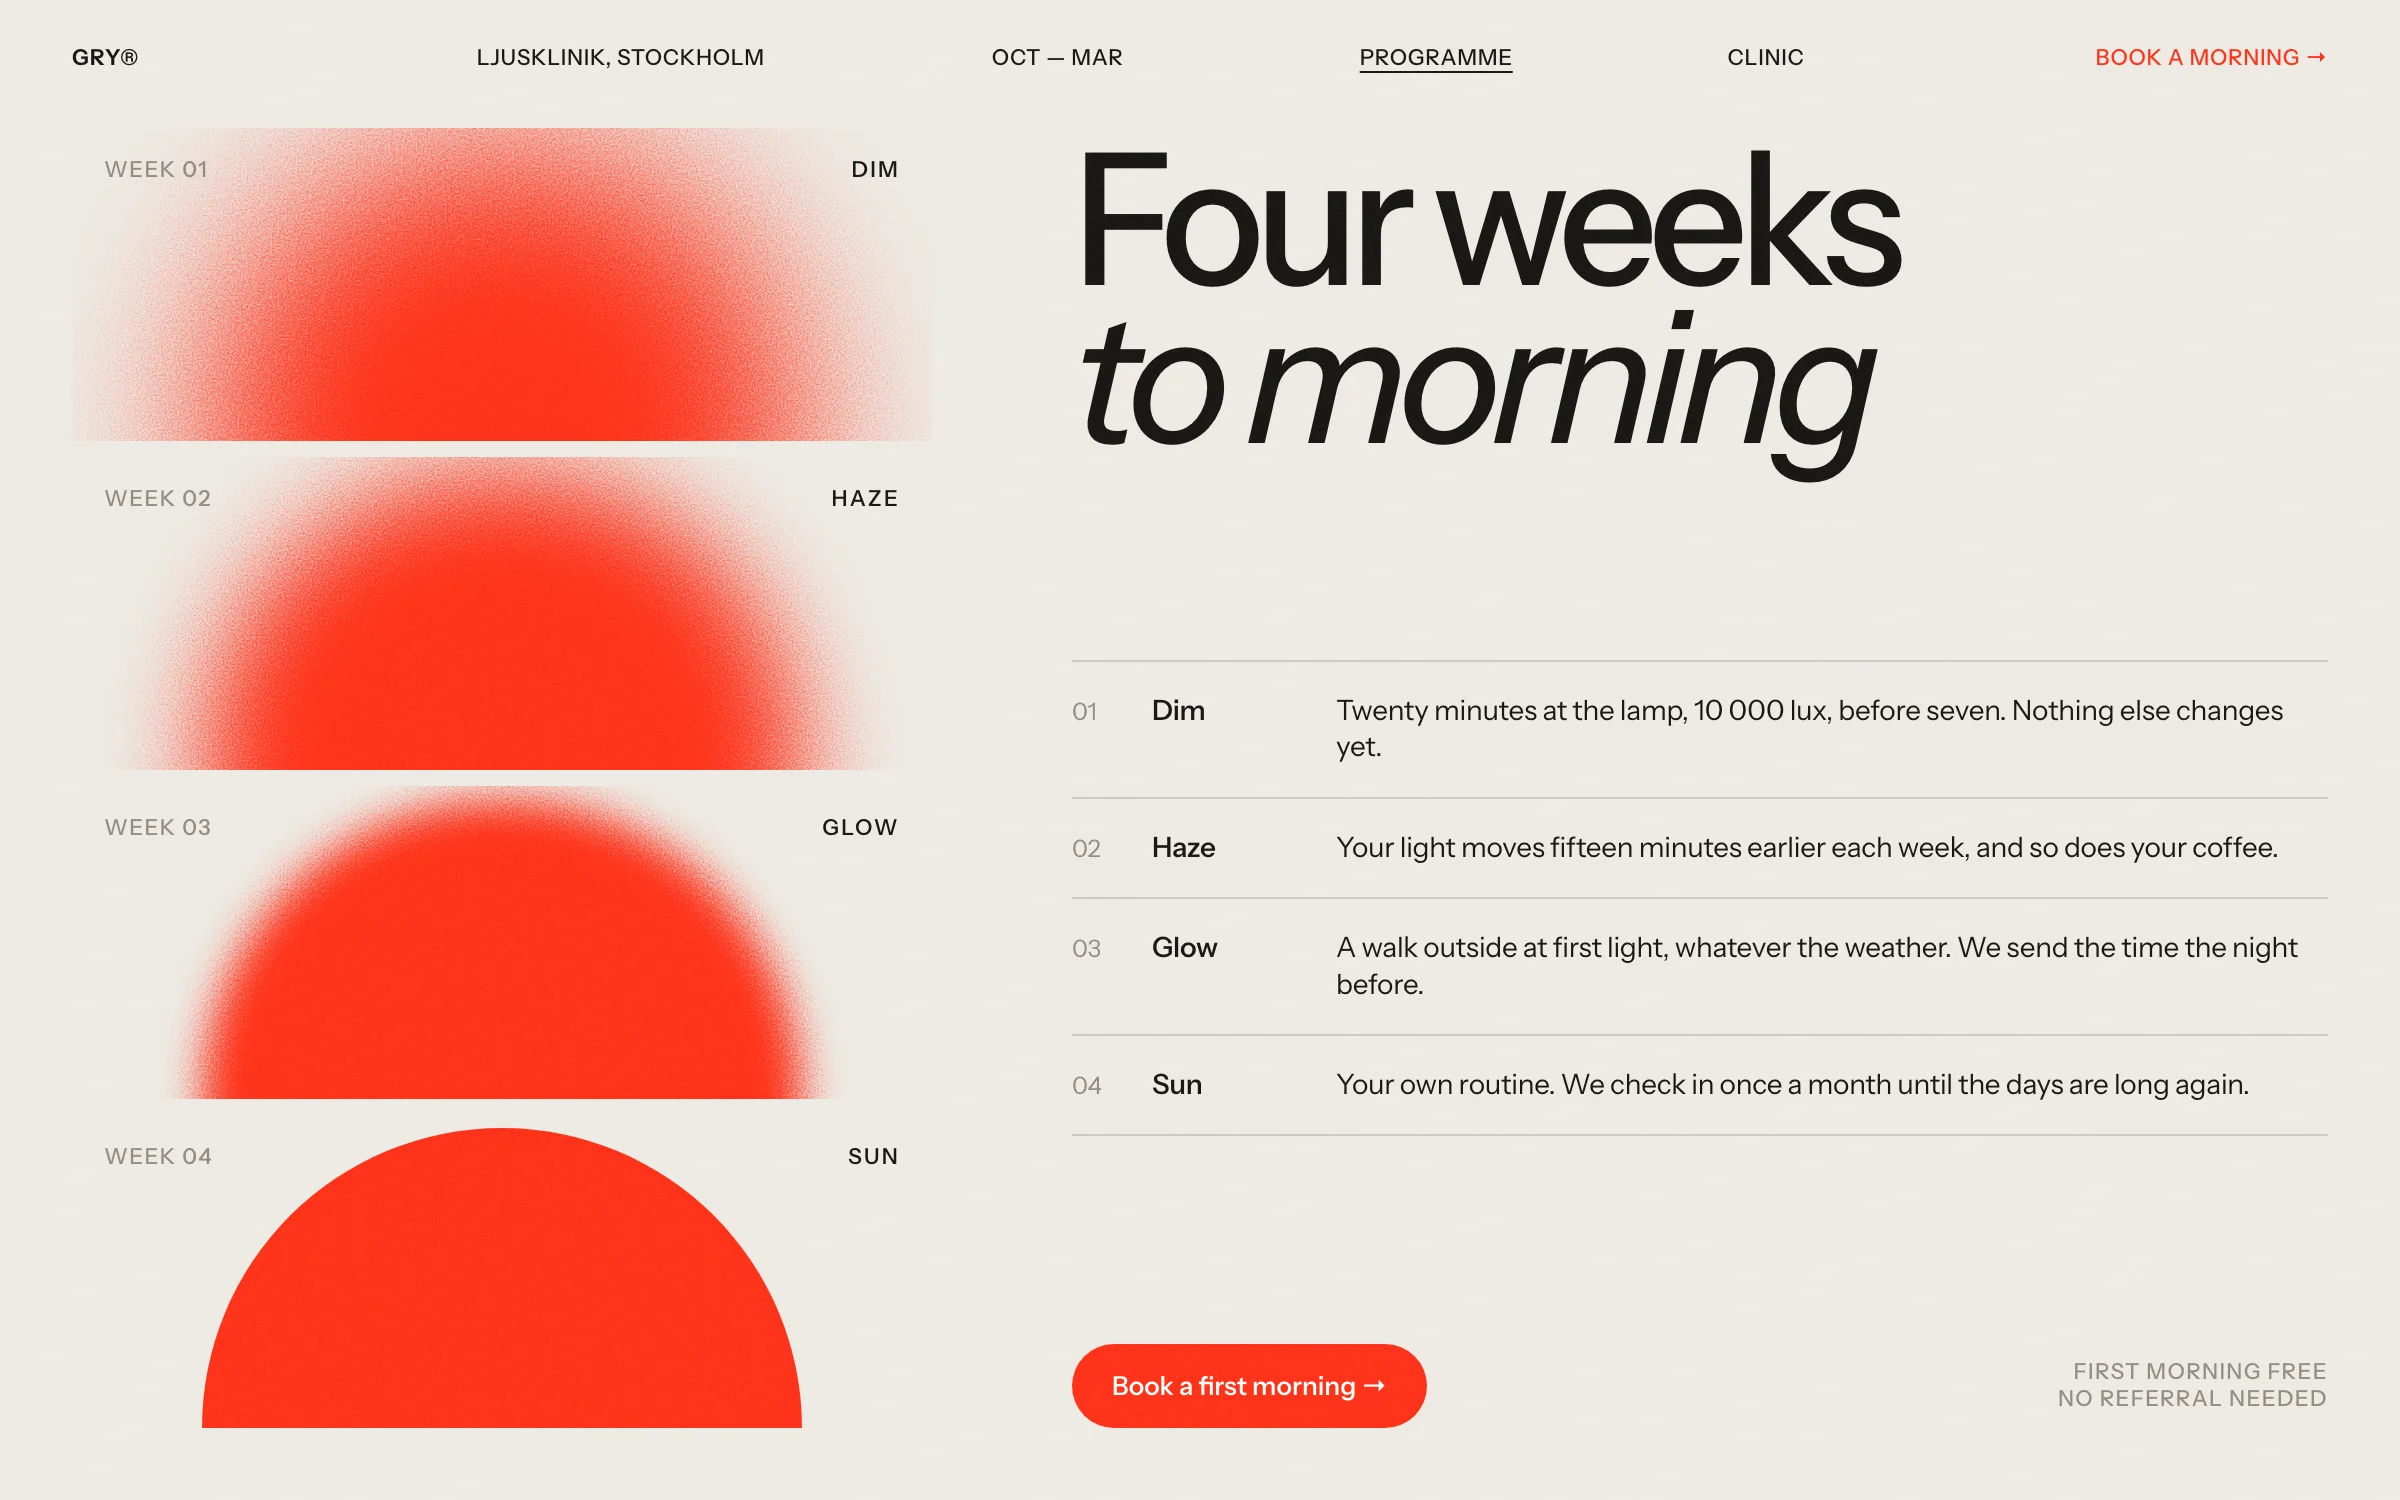 GRY®
LJUSKLINIK, STOCKHOLM
OCT — MAR
PROGRAMME
CLINIC
BOOK A MORNING →
WEEK 01
DIM
WEEK 02
HAZE
WEEK 03
GLOW
WEEK 04
SUN
Four weeks
to morning
01 Dim Twenty minutes at the lamp, 10 000 lux, before seven. Nothing else changes
yet.
02 Haze Your light moves fifteen minutes earlier each week, and so does your coffee.
03 Glow A walk outside at first light, whatever the weather. We send the time the night
before.
04 Sun Your own routine. We check in once a month until the days are long again.
Book a first morning →
FIRST MORNING FREE
NO REFERRAL NEEDED